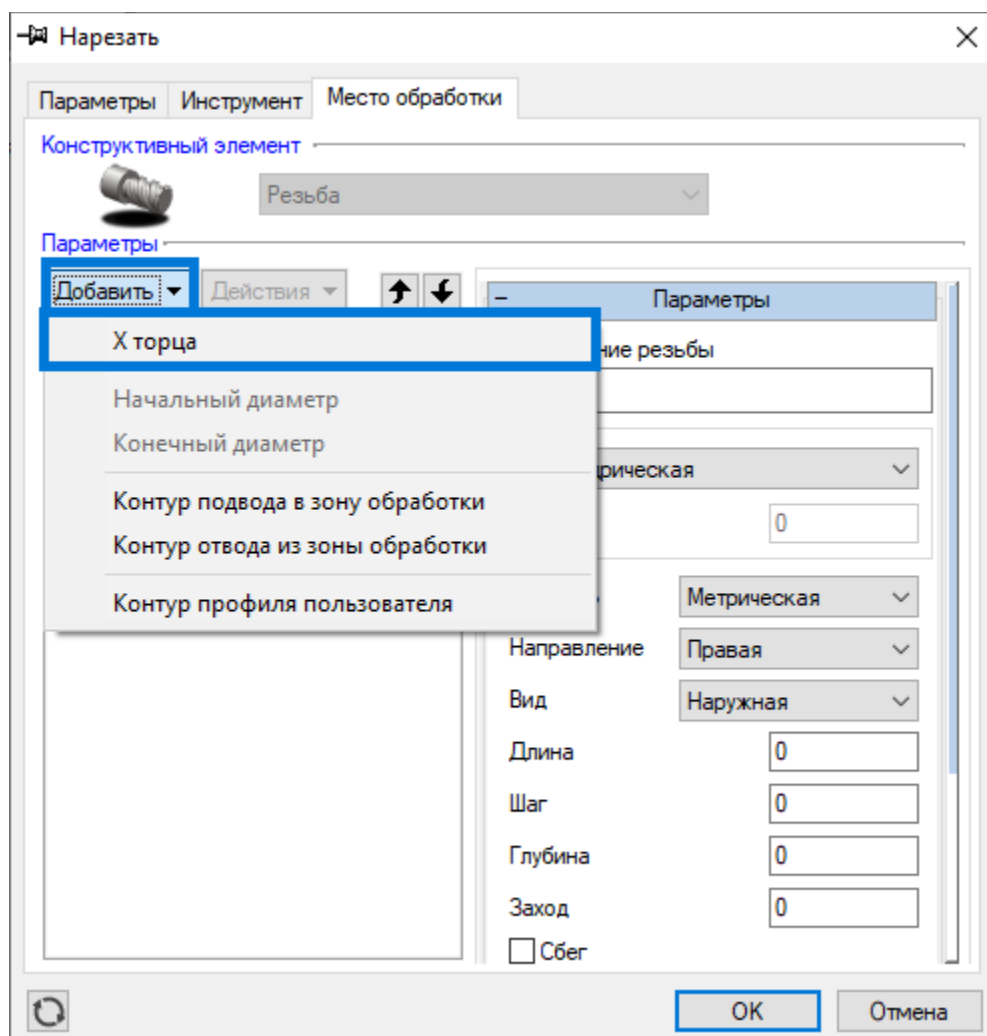 Нарезать
Параметры Инструмент Место обработки
Конструктивный элемент
Резьба
Параметры
Добавить Действия
Параметры
X торца
ние резьбы
Начальный диаметр
Конечный диаметр
рическая
Контур подвода в зону обработки
0
Контур отвода из зоны обработки
Контур профиля пользователя
Метрическая
Направление Правая
Вид Наружная
Длина 0
Шаг 0
Глубина 0
Заход 0
Сбег
OK Отмена